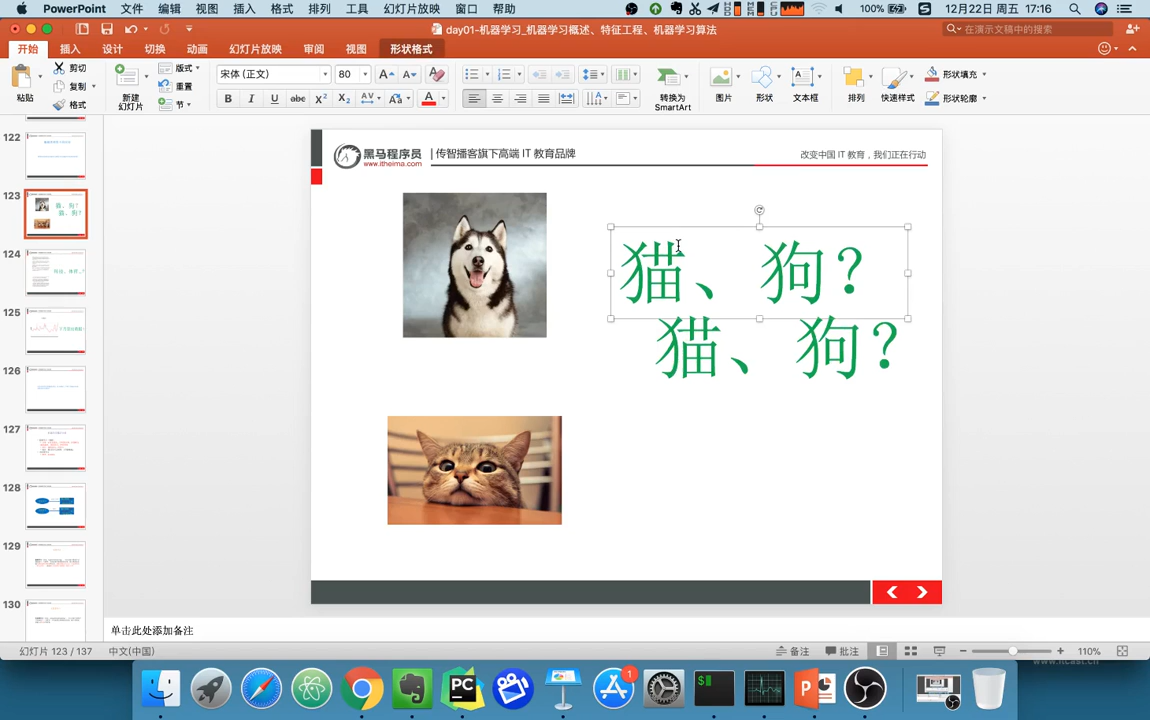 PowerPoint 文件 编辑 视图 插入 格式 工具 排列 幻灯片放映 窗口 帮助 100% 12月22日 周五 17:16
day01-机器学习_机器学习概述、特征工程、机器学习算法
在演示文稿中的搜索
开始 插入 设计 切换 动画 幻灯片放映 审阅 视图 形状格式
粘贴 剪切 复制 格式
新建幻灯片 版式 重置 节
宋体 (正文) 80
转换为 SmartArt 图片 形状 文本框 排列 快速样式 形状填充 形状轮廓
122
123
124
125
126
127
128
129
130
黑马程序员 | 传智播客旗下高端 IT 教育品牌
www.itheima.com
改变中国 IT 教育，我们正在行动
猫、狗？
猫、狗？
单击此处添加备注
幻灯片 123 / 137 中文(中国) 备注 批注 110%
www.itcast.cn